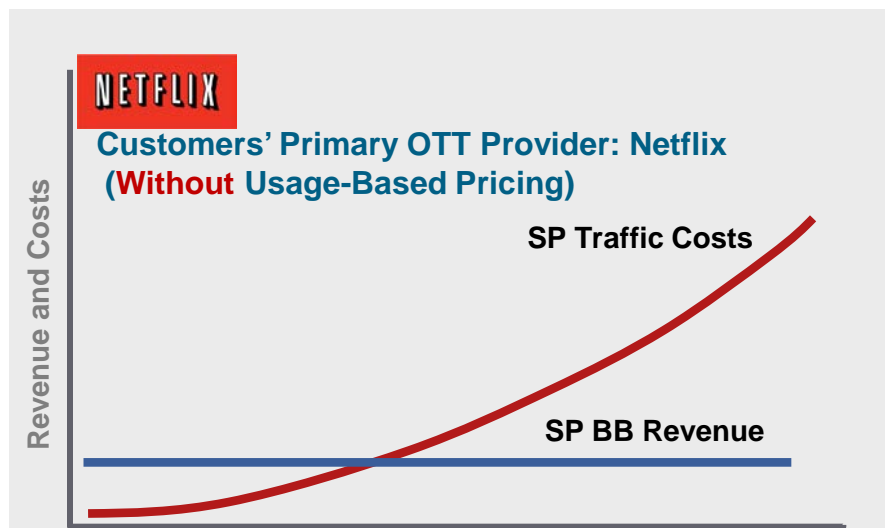 NETFLIX
Customers’ Primary OTT Provider: Netflix
(Without Usage-Based Pricing)
SP Traffic Costs
Revenue and Costs
SP BB Revenue